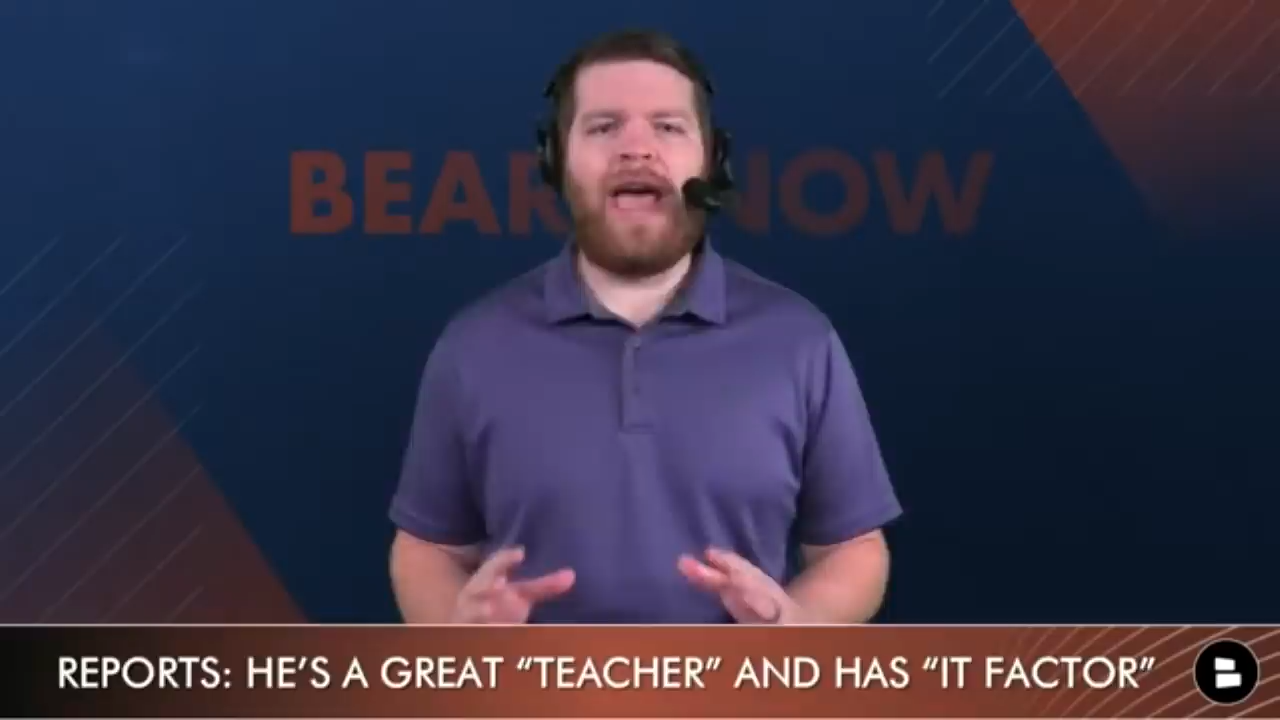 BEAR NOW
REPORTS: HE’S A GREAT “TEACHER” AND HAS “IT FACTOR”